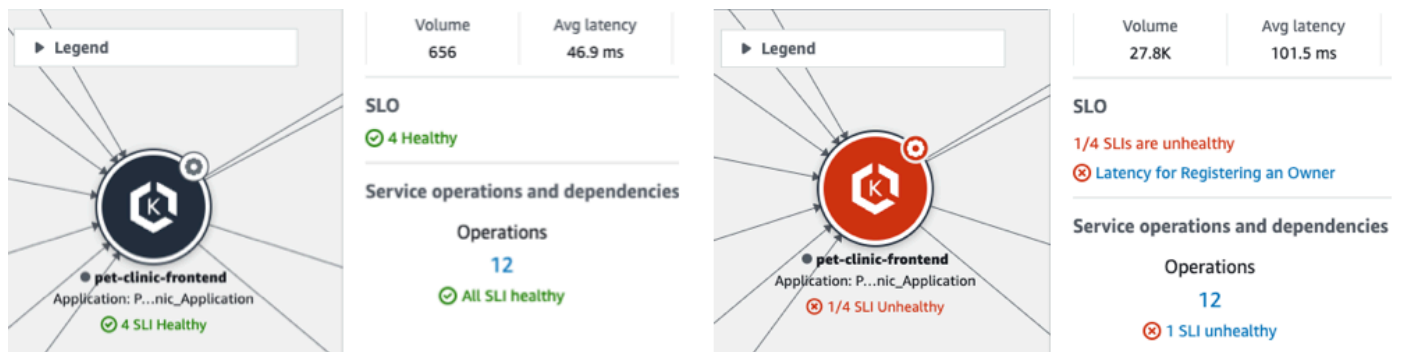 Legend
K
pet-clinic-frontend
Application: P...nic_Application
4 SLI Healthy
Volume
656
Avg latency
46.9 ms
SLO
4 Healthy
Service operations and dependencies
Operations
12
All SLI healthy
Legend
K
pet-clinic-frontend
Application: P...nic_Application
1/4 SLI Unhealthy
Volume
27.8K
Avg latency
101.5 ms
SLO
1/4 SLIs are unhealthy
Latency for Registering an Owner
Service operations and dependencies
Operations
12
1 SLI unhealthy